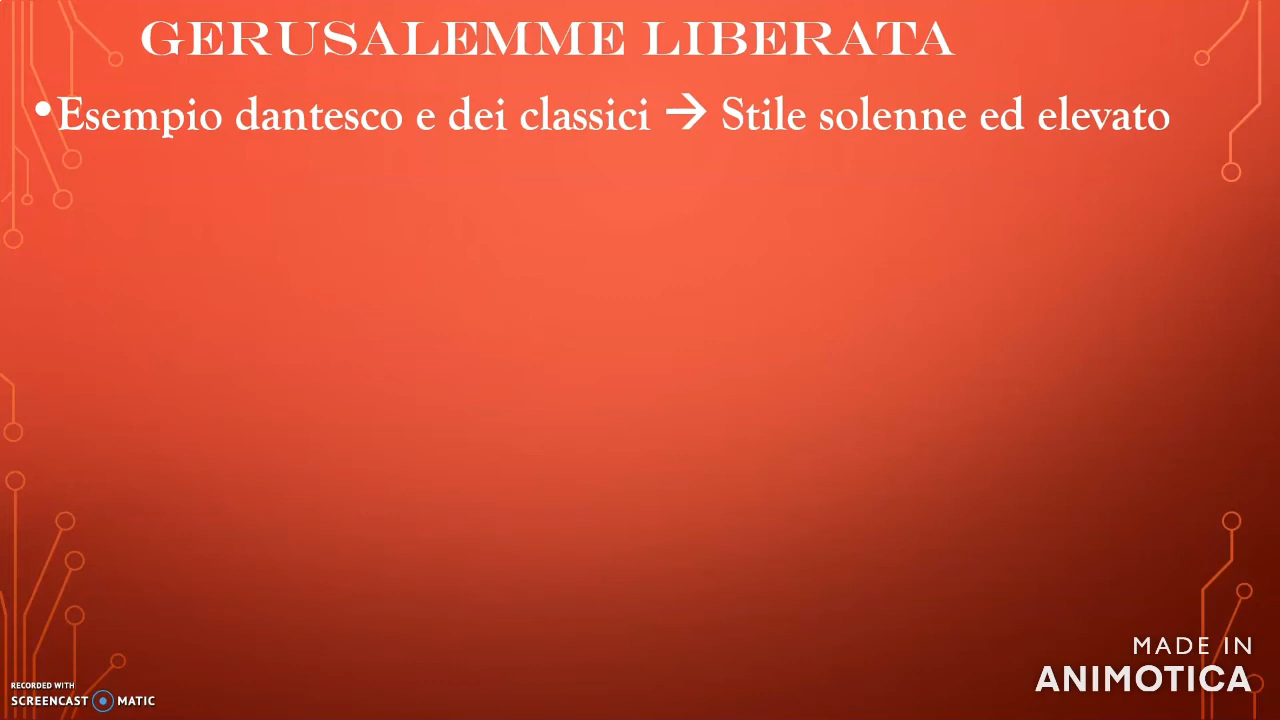 GERUSALEMME LIBERATA
•Esempio dantesco e dei classici → Stile solenne ed elevato
MADE IN
ANIMOTICA
RECORDED WITH
SCREENCAST MATIC